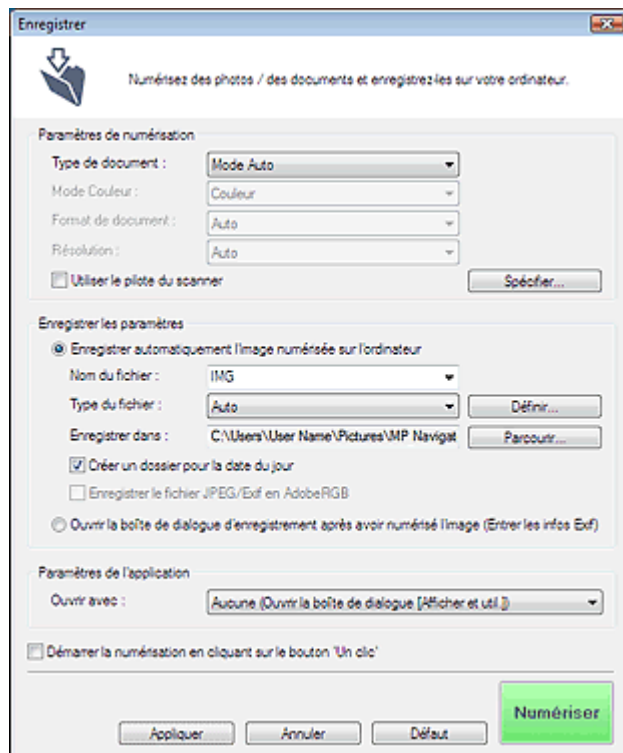 Enregistrer
Numérisez des photos / des documents et enregistrez-les sur votre ordinateur.
Paramètres de numérisation
Type de document : Mode Auto
Mode Couleur : Couleur
Format de document : Auto
Résolution : Auto
Utiliser le pilote du scanner Spécifier...
Enregistrer les paramètres
Enregistrer automatiquement l'image numérisée sur l'ordinateur
Nom du fichier : IMG
Type du fichier : Auto Définir...
Enregistrer dans : C:\Users\User Name\Pictures\MP Navigat Parcourir...
Créer un dossier pour la date du jour
Enregistrer le fichier JPEG/Exif en AdobeRGB
Ouvrir la boîte de dialogue d'enregistrement après avoir numérisé l'image (Entrer les infos Exif)
Paramètres de l'application
Ouvrir avec : Aucune (Ouvrir la boîte de dialogue [Afficher et util.])
Démarrer la numérisation en cliquant sur le bouton 'Un clic'
Appliquer Annuler Défaut Numériser